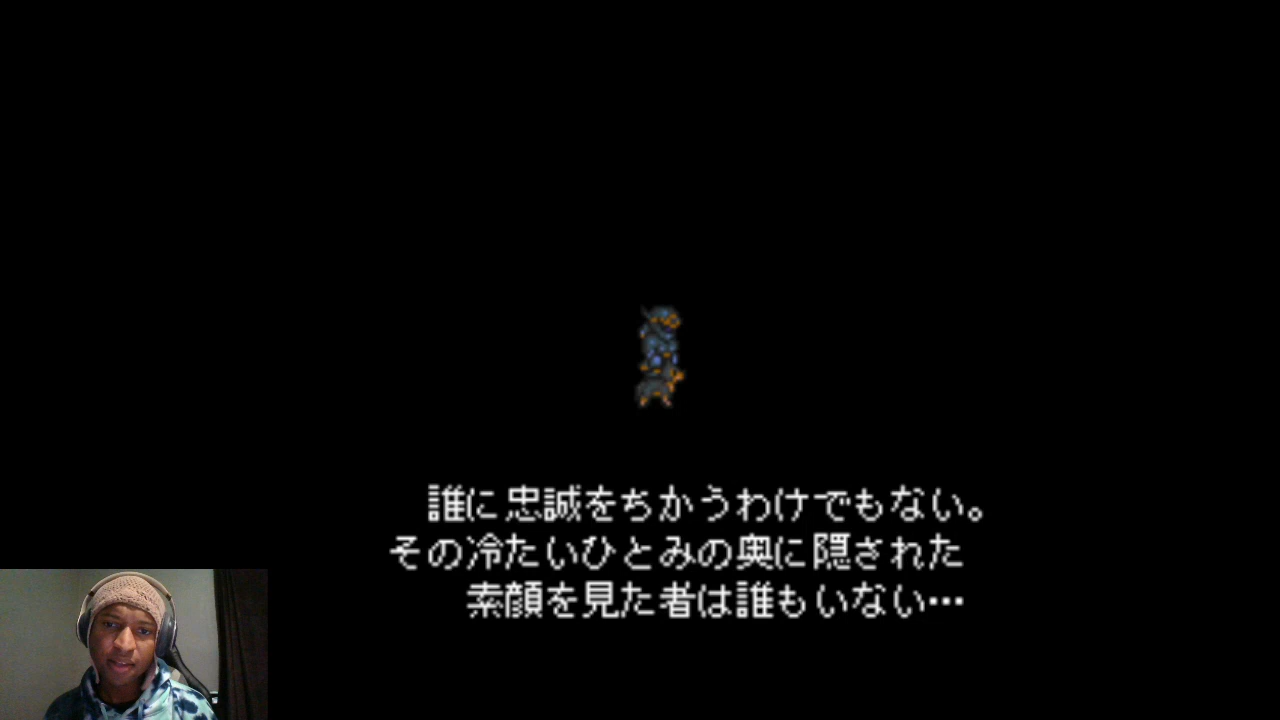 誰に忠誠をちかうわけでもない。
その冷たいひとみの奥に隠された
素顔を見た者は誰もいない…